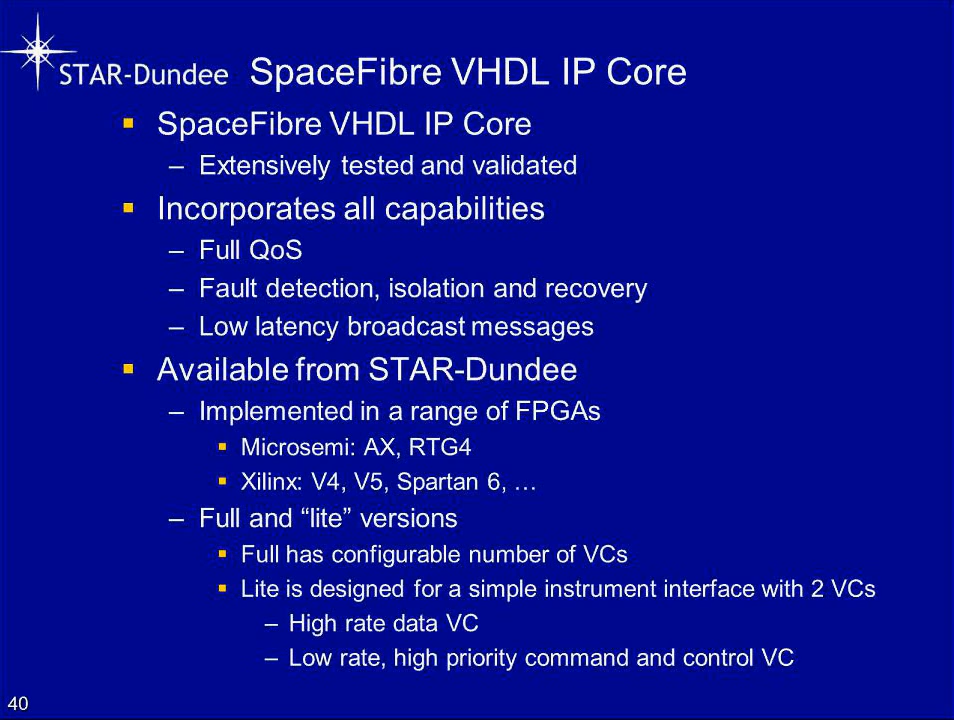 STAR-Dundee SpaceFibre VHDL IP Core
▪ SpaceFibre VHDL IP Core
– Extensively tested and validated
▪ Incorporates all capabilities
– Full QoS
– Fault detection, isolation and recovery
– Low latency broadcast messages
▪ Available from STAR-Dundee
– Implemented in a range of FPGAs
▪ Microsemi: AX, RTG4
▪ Xilinx: V4, V5, Spartan 6, …
– Full and “lite” versions
▪ Full has configurable number of VCs
▪ Lite is designed for a simple instrument interface with 2 VCs
– High rate data VC
– Low rate, high priority command and control VC
40